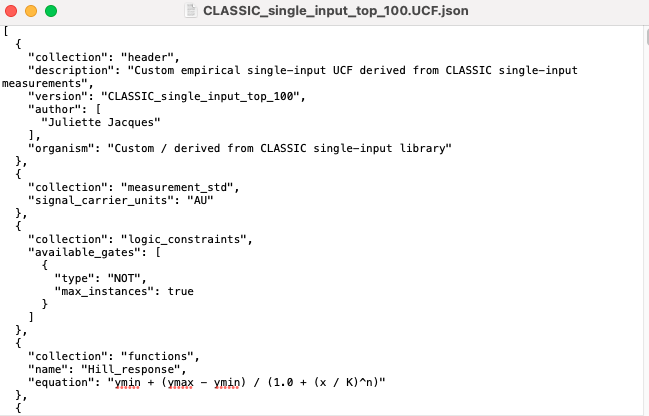 CLASSIC_single_input_top_100.UCF.json
[
  {
    "collection": "header",
    "description": "Custom empirical single-input UCF derived from CLASSIC single-input
measurements",
    "version": "CLASSIC_single_input_top_100",
    "author": [
      "Juliette Jacques"
    ],
    "organism": "Custom / derived from CLASSIC single-input library"
  },
  {
    "collection": "measurement_std",
    "signal_carrier_units": "AU"
  },
  {
    "collection": "logic_constraints",
    "available_gates": [
      {
        "type": "NOT",
        "max_instances": true
      }
    ]
  },
  {
    "collection": "functions",
    "name": "Hill_response",
    "equation": "ymin + (ymax - ymin) / (1.0 + (x / K)^n)"
  },
  {